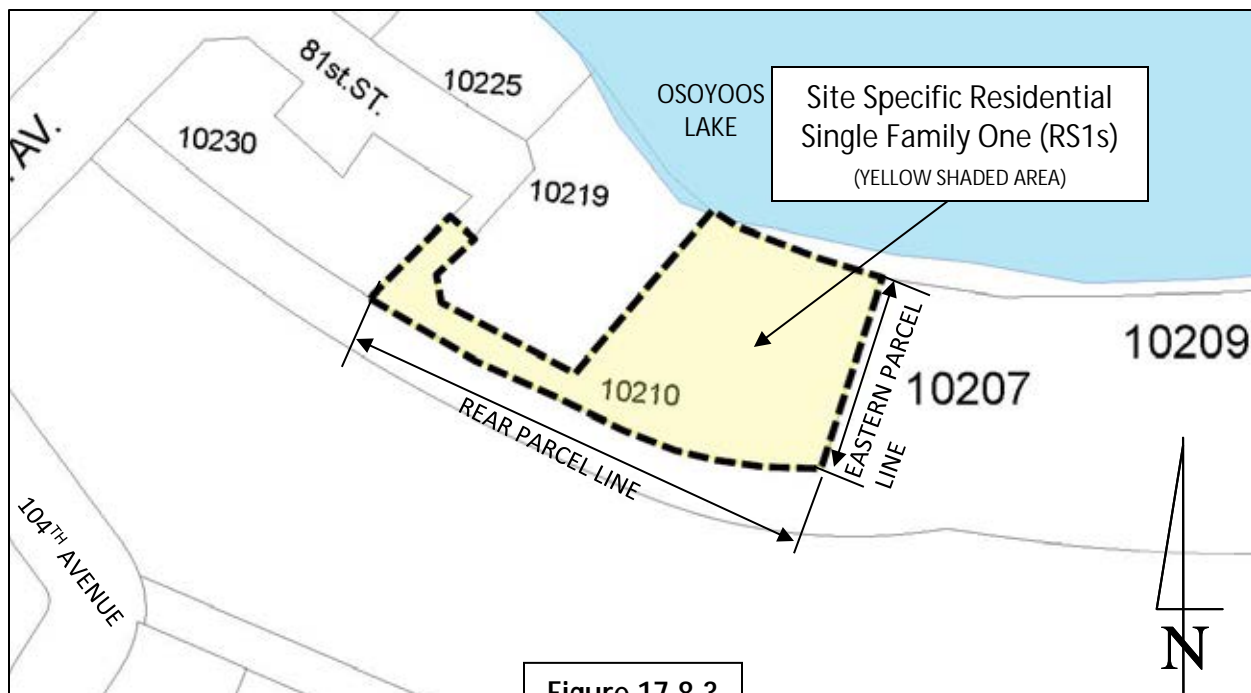 81st.ST.
10225
OSOYOOS
LAKE
Site Specific Residential
Single Family One (RS1s)
(YELLOW SHADED AREA)
AV.
10230
10219
10210
REAR PARCEL LINE
EASTERN PARCEL
LINE
10207
10209
104TH AVENUE
N
Figure 17.8.3